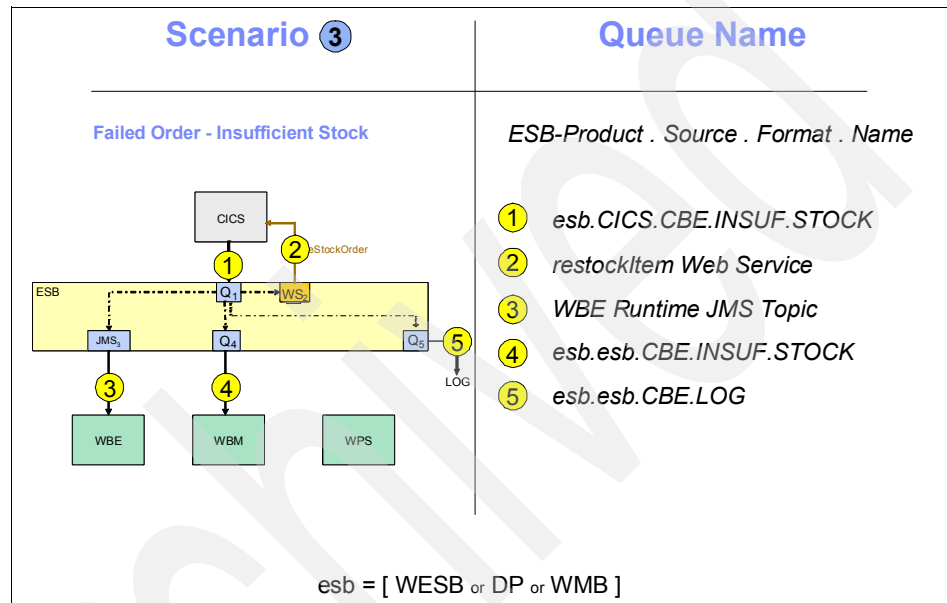 Scenario 3
Queue Name
Failed Order - Insufficient Stock
ESB-Product . Source . Format . Name
CICS
1
2
eStockOrder
ESB
Q1
WS2
JMS3
Q4
Q5
5
LOG
3
4
WBE
WBM
WPS
1 esb.CICS.CBE.INSUF.STOCK
2 restockItem Web Service
3 WBE Runtime JMS Topic
4 esb.esb.CBE.INSUF.STOCK
5 esb.esb.CBE.LOG
esb = [ WESB or DP or WMB ]